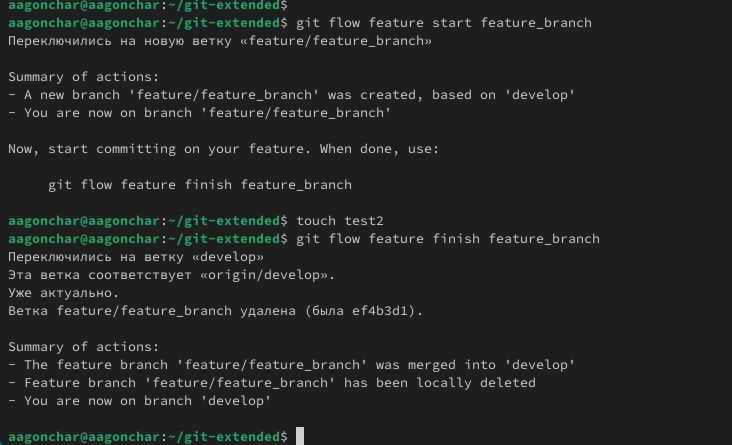 aagonchar@aagonchar:~/git-extended$
aagonchar@aagonchar:~/git-extended$ git flow feature start feature_branch
Переключились на новую ветку «feature/feature_branch»
Summary of actions:
- A new branch 'feature/feature_branch' was created, based on 'develop'
- You are now on branch 'feature/feature_branch'
Now, start committing on your feature. When done, use:
git flow feature finish feature_branch
aagonchar@aagonchar:~/git-extended$ touch test2
aagonchar@aagonchar:~/git-extended$ git flow feature finish feature_branch
Переключились на ветку «develop»
Эта ветка соответствует «origin/develop».
Уже актуально.
Ветка feature/feature_branch удалена (была ef4b3d1).
Summary of actions:
- The feature branch 'feature/feature_branch' was merged into 'develop'
- Feature branch 'feature/feature_branch' has been locally deleted
- You are now on branch 'develop'
aagonchar@aagonchar:~/git-extended$